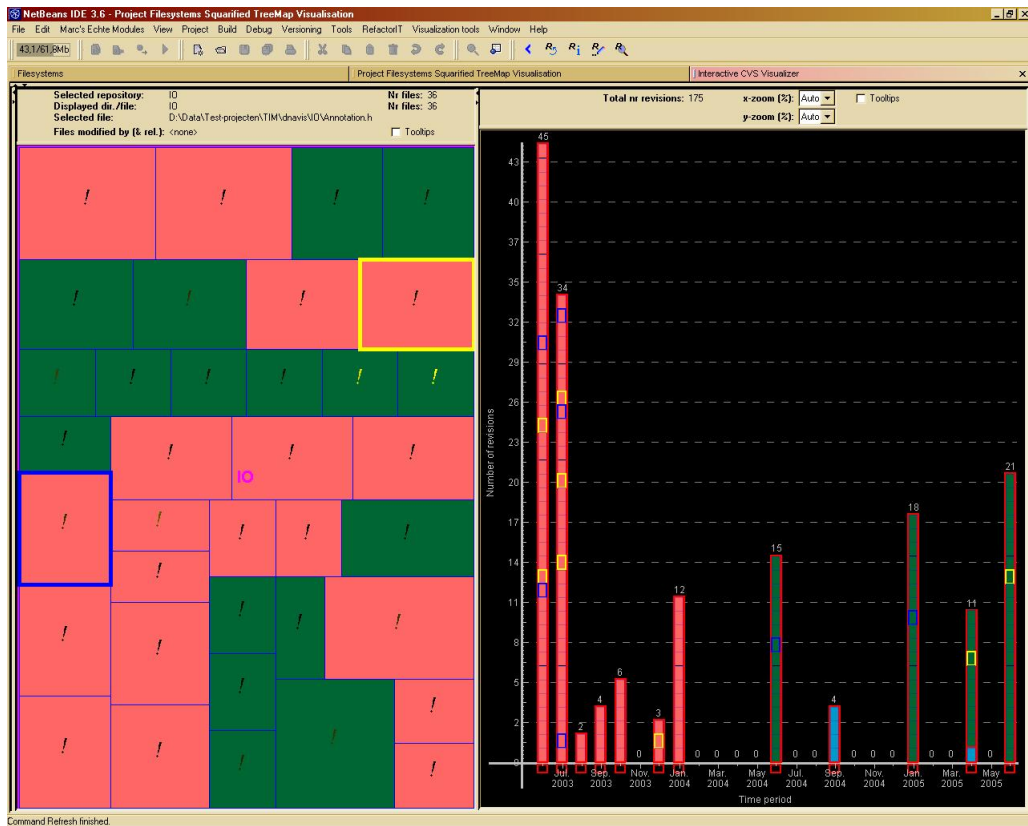 NetBeans IDE 3.6 - Project Filesystems Squarified TreeMap Visualisation
File Edit Marc's Echte Modules View Project Build Debug Versioning Tools RefactorIT Visualization tools Window Help
43,1/61,8Mb
Filesystems Project Filesystems Squarified TreeMap Visualisation Interactive CVS Visualizer
Selected repository: IO Nr files: 36
Displayed dir./file: IO Nr files: 36
Selected file: D:\Data\Test-projecten\TIM\dnavis\IO\Annotation.h
Files modified by (& rel.): <none> Tooltips
Total nr revisions: 175 x-zoom (%): Auto Tooltips
y-zoom (%): Auto
! ! ! !
! ! ! !
! ! ! ! ! !
! ! ! !
IO
! ! ! ! !
!
! ! ! !
! !
! ! ! !
!
45
43
40
37
35
34
32
29
26
23
20
17
14
11
8
5
2
0
Number of revisions
2 4 6 0 3 12 0 0 0 0 15 0 0 4 0 0 0 18 0 0 11 0 21
Jul. 2003 Sep. 2003 Nov. 2003 Jan. 2004 Mar. 2004 May 2004 Jul. 2004 Sep. 2004 Nov. 2004 Jan. 2005 Mar. 2005 May 2005
Time period
Command Refresh finished.